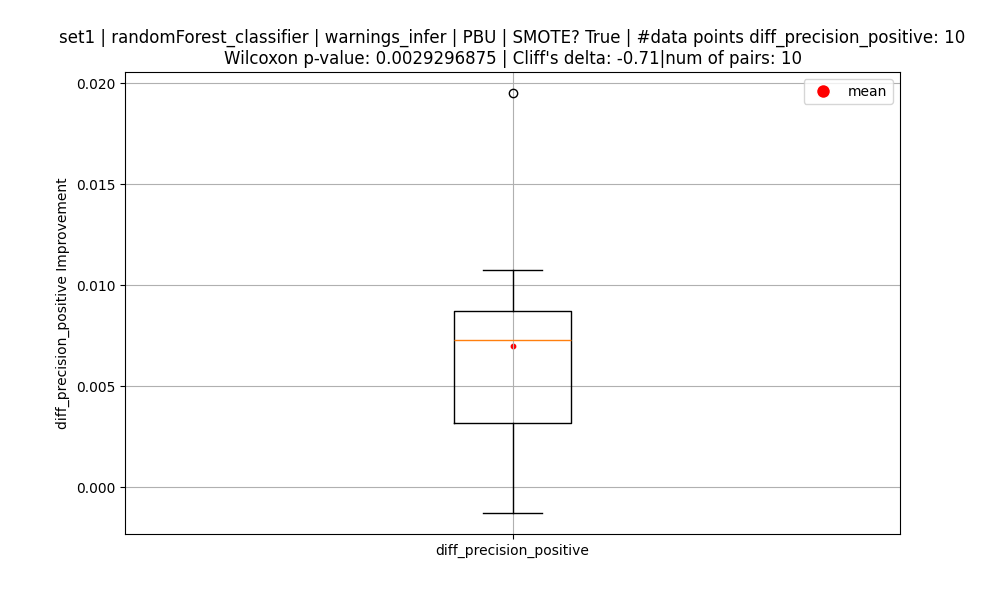 set1 | randomForest_classifier | warnings_infer | PBU | SMOTE? True | #data points diff_precision_positive: 10
Wilcoxon p-value: 0.0029296875 | Cliff's delta: -0.71|num of pairs: 10
mean
0.020
0.015
0.010
0.005
0.000
diff_precision_positive Improvement
diff_precision_positive